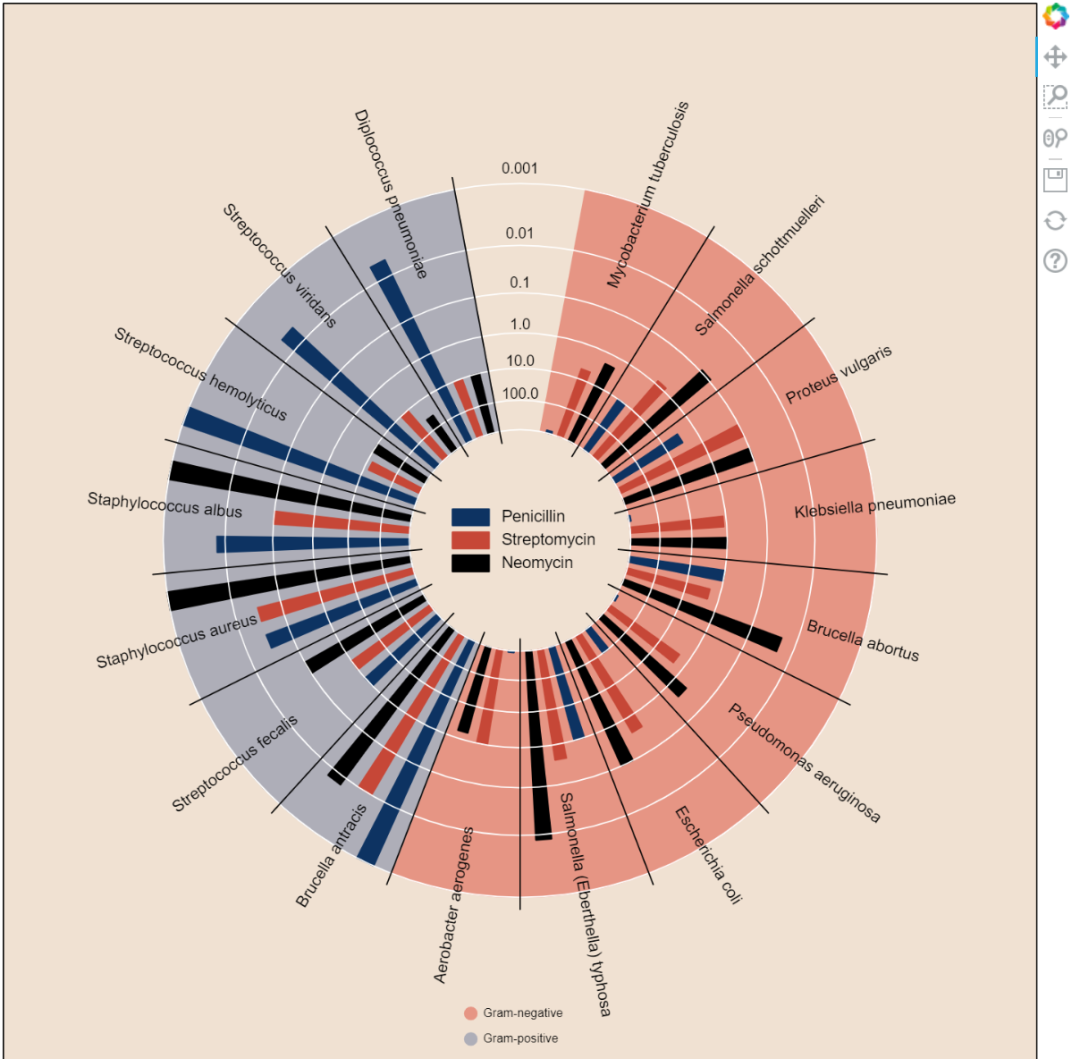 0.001
0.01
0.1
1.0
10.0
100.0
Mycobacterium tuberculosis
Salmonella schottmuelleri
Proteus vulgaris
Klebsiella pneumoniae
Brucella abortus
Pseudomonas aeruginosa
Escherichia coli
Salmonella (Eberthella) typhosa
Aerobacter aerogenes
Brucella antracis
Streptococcus fecalis
Staphylococcus aureus
Staphylococcus albus
Streptococcus hemolyticus
Streptococcus viridans
Diplococcus pneumoniae
Penicillin
Streptomycin
Neomycin
Gram-negative
Gram-positive